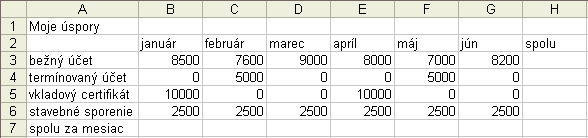 A B C D E F G H
1 Moje úspory
2 január február marec apríl máj jún spolu
3 bežný účet 8500 7600 9000 8000 7000 8200
4 termínovaný účet 0 5000 0 0 5000 0
5 vkladový certifikát 10000 0 0 10000 0 0
6 stavebné sporenie 2500 2500 2500 2500 2500 2500
7 spolu za mesiac